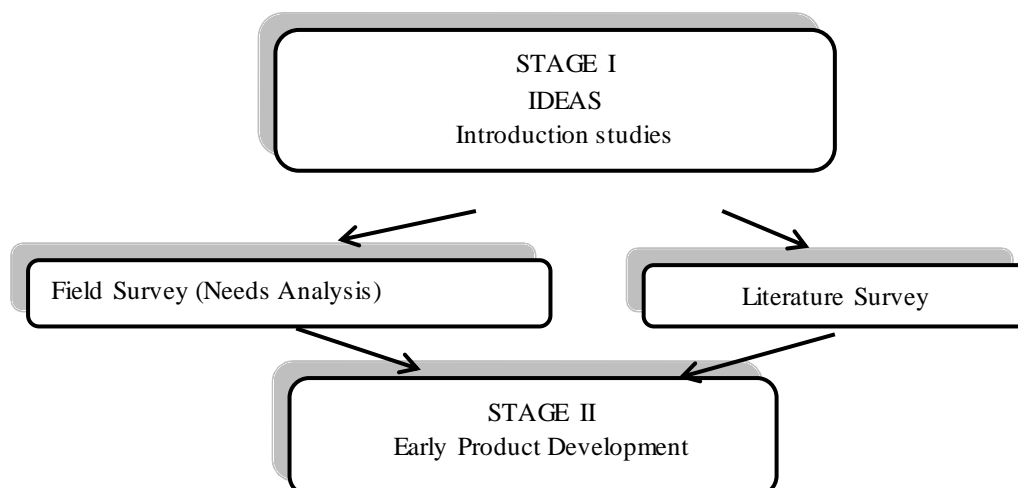 STAGE I
IDEAS
Introduction studies
Field Survey (Needs Analysis)
Literature Survey
STAGE II
Early Product Development